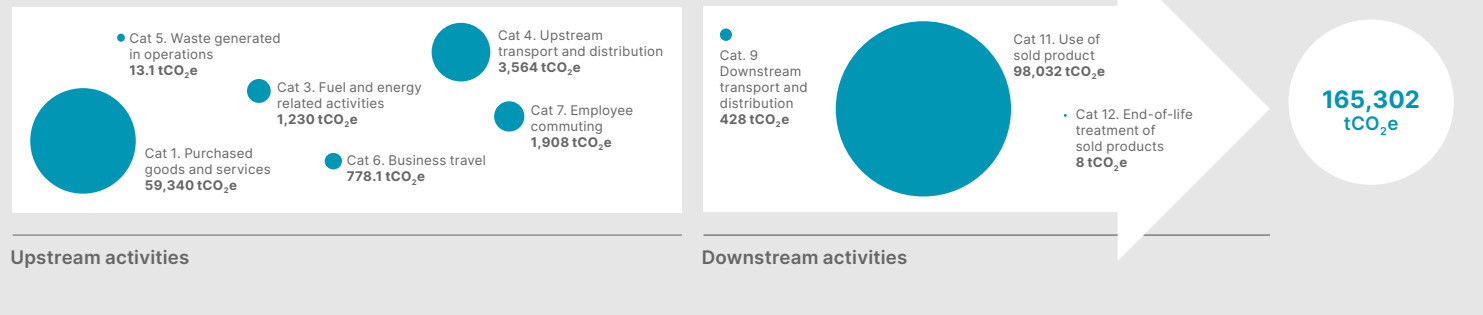 Cat 5. Waste generated
in operations
13.1 tCO₂e
Cat 1. Purchased
goods and services
59,340 tCO₂e
Cat 3. Fuel and energy
related activities
1,230 tCO₂e
Cat 6. Business travel
778.1 tCO₂e
Cat 4. Upstream
transport and distribution
3,564 tCO₂e
Cat 7. Employee
commuting
1,908 tCO₂e
Upstream activities
Cat. 9
Downstream
transport and
distribution
428 tCO₂e
Cat 11. Use of
sold product
98,032 tCO₂e
Cat 12. End-of-life
treatment of
sold products
8 tCO₂e
Downstream activities
165,302
tCO₂e